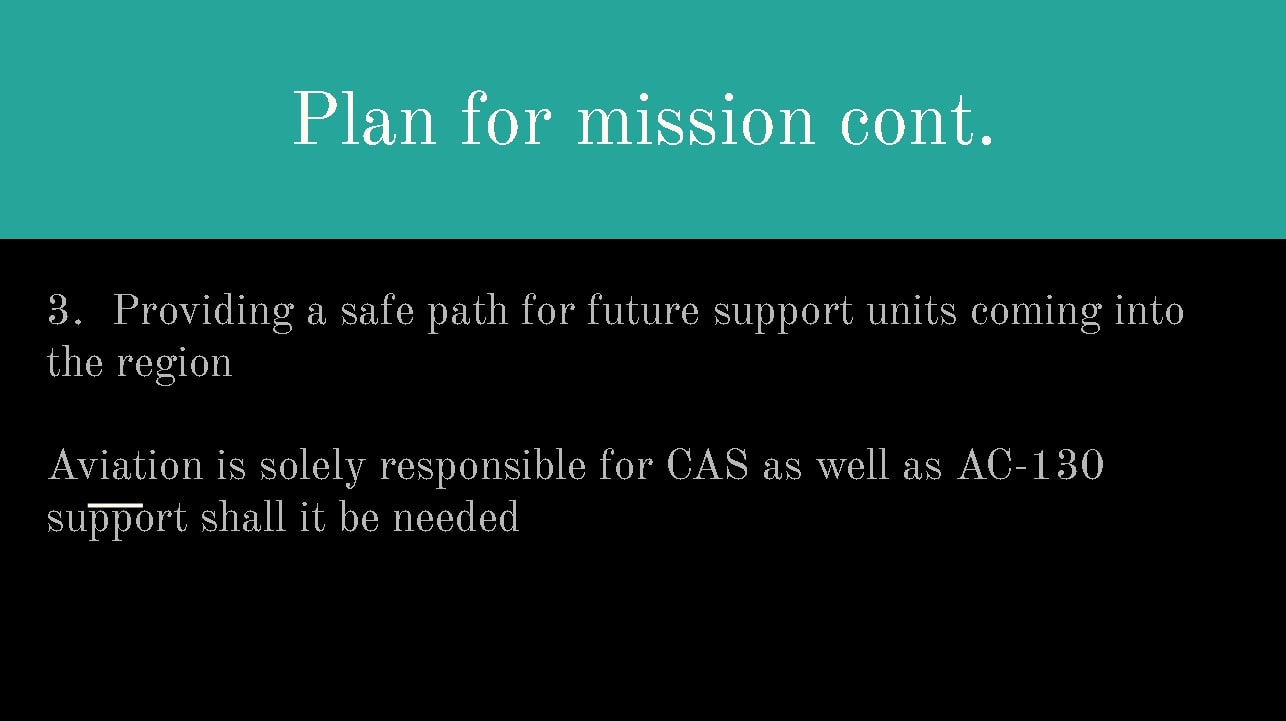 Plan for mission cont.
3. Providing a safe path for future support units coming into
the region
Aviation is solely responsible for CAS as well as AC-130
support shall it be needed